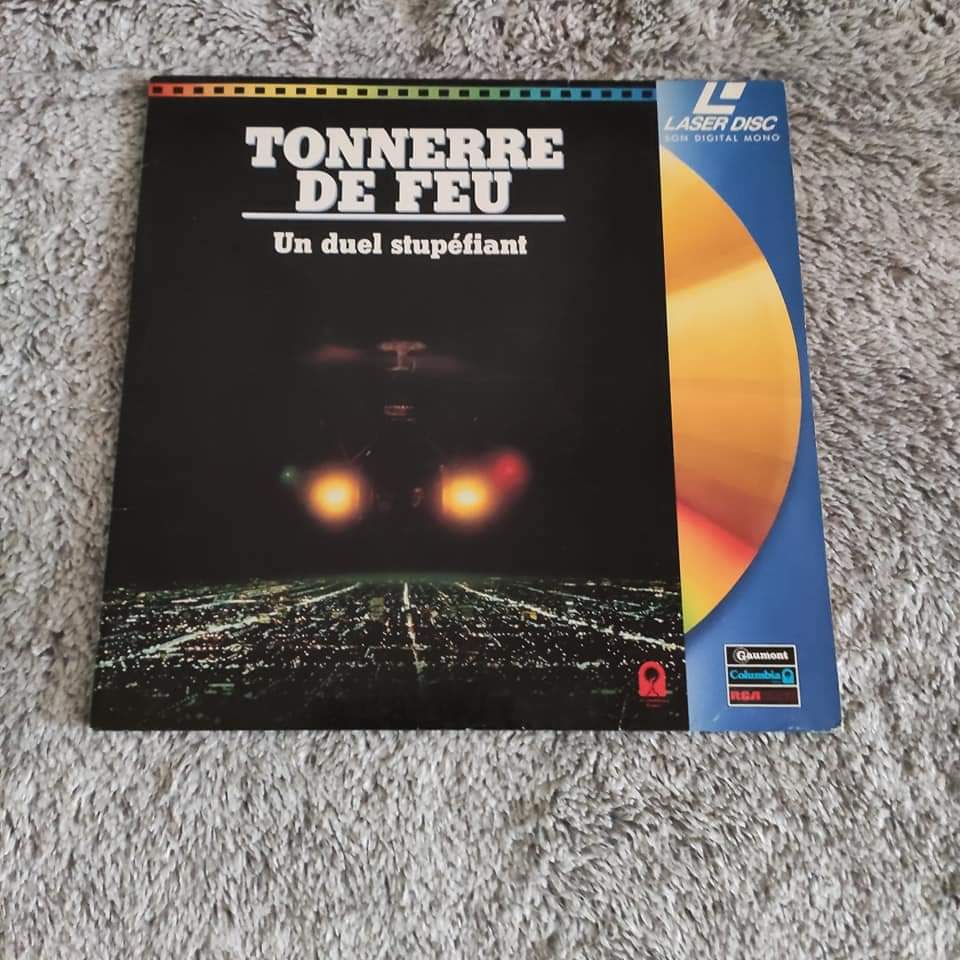 TONNERRE
DE FEU
Un duel stupéfiant
LASER DISC
SON DIGITAL MONO
Gaumont
Columbia
RCA